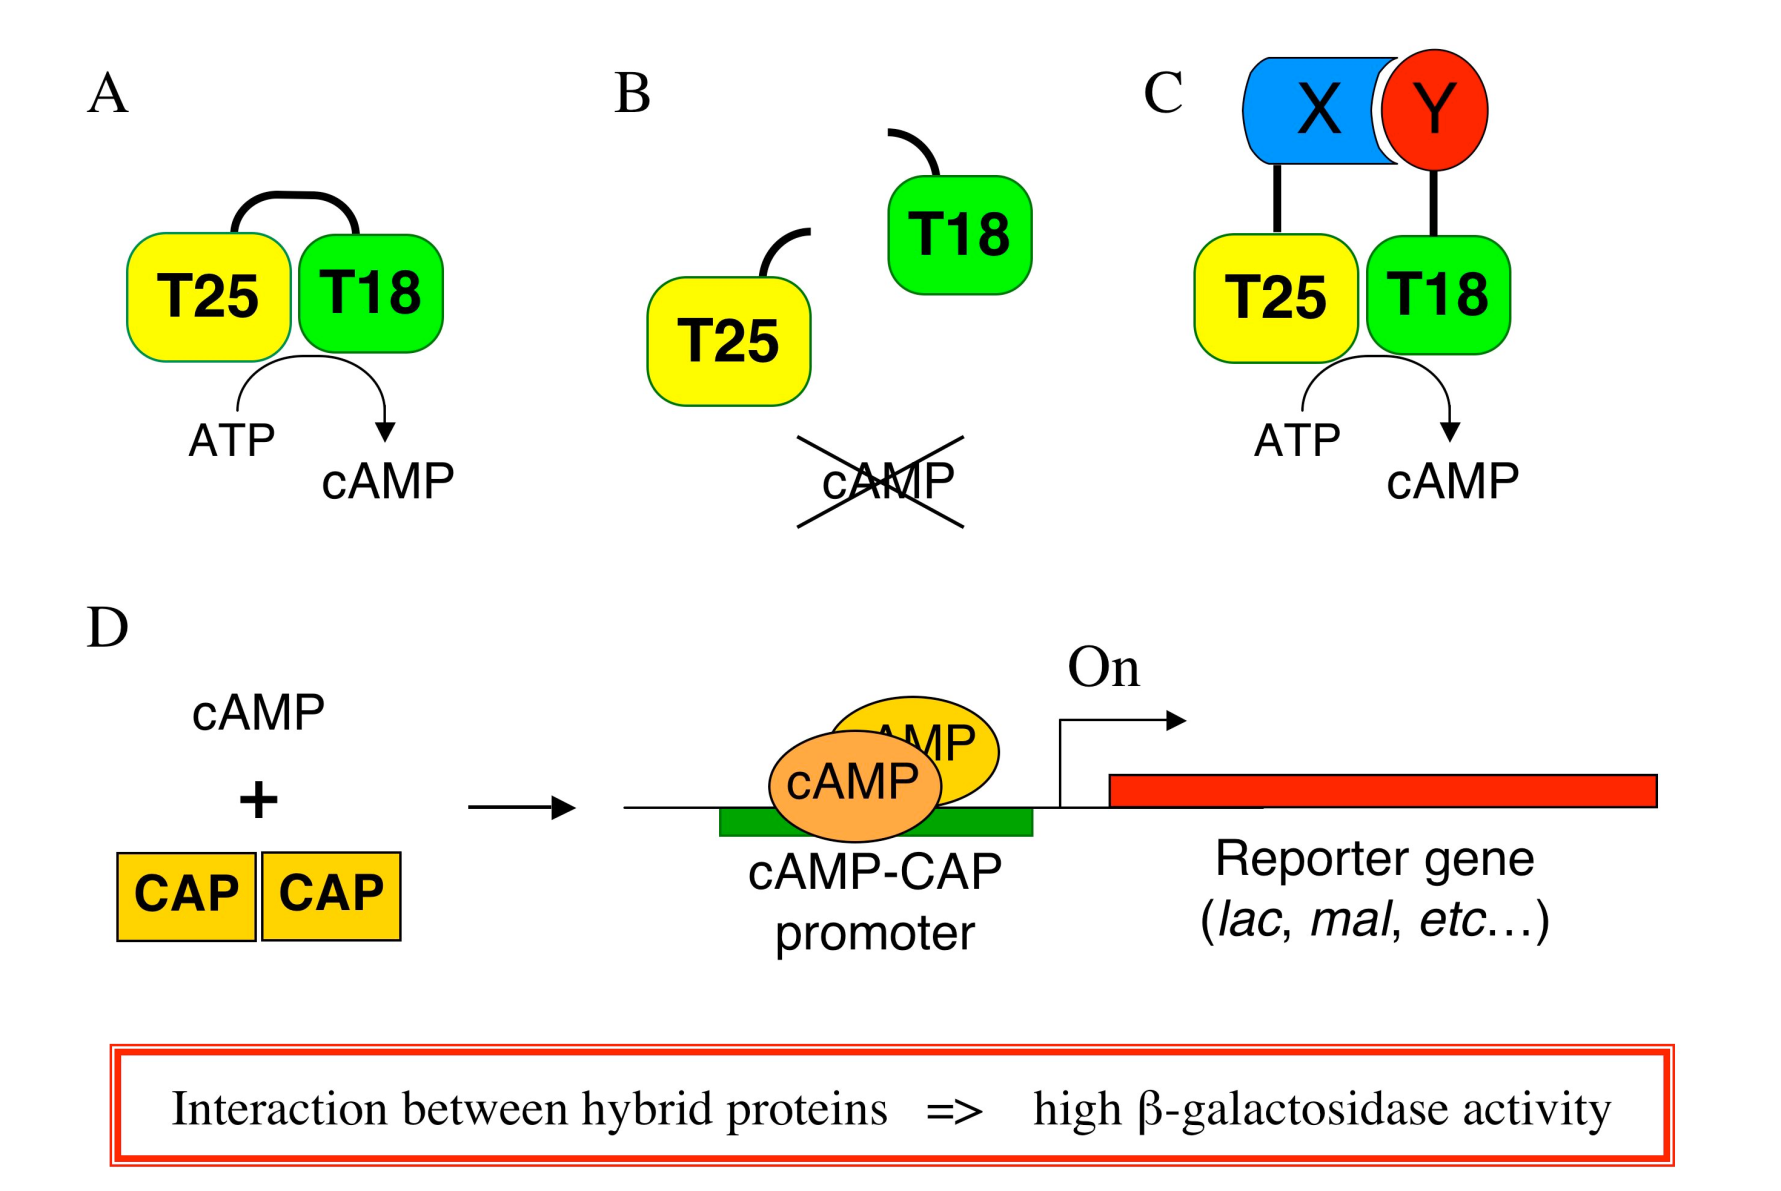 A
B
C
X Y
T25 T18
T25
T18
T25 T18
ATP
cAMP
cAMP
ATP
cAMP
D
cAMP
+
CAP CAP
AMP
cAMP
On
cAMP-CAP
promoter
Reporter gene
(lac, mal, etc...)
Interaction between hybrid proteins => high β-galactosidase activity